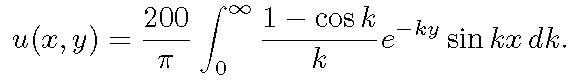 u(x, y) = \frac{200}{\pi} \int_0^\infty \frac{1 - \cos k}{k} e^{-ky} \sin kx \, dk.